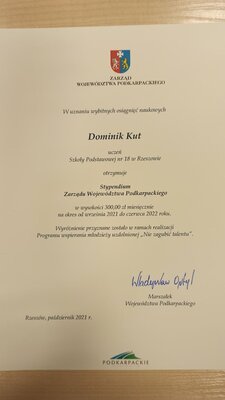 ZARZĄD
WOJEWÓDZTWA PODKARPACKIEGO
W uznaniu wybitnych osiągnięć naukowych
Dominik Kut
uczeń
Szkoły Podstawowej nr 18 w Rzeszowie
otrzymuje
Stypendium
Zarządu Województwa Podkarpackiego
w wysokości 300,00 zł miesięcznie
na okres od września 2021 do czerwca 2022 roku.
Wyróżnienie przyznane zostało w ramach realizacji
Programu wspierania młodzieży uzdolnionej „Nie zagubić talentu”.
Władysław Ortyl
Marszałek
Województwa Podkarpackiego
Rzeszów, październik 2021 r.
PODKARPACKIE